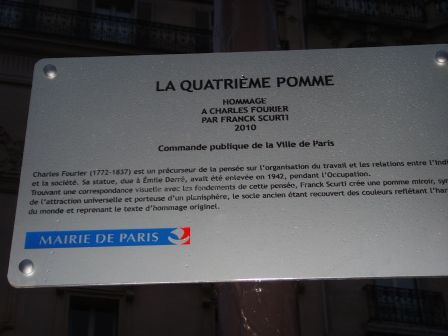 LA QUATRIÈME POMME
HOMMAGE
A CHARLES FOURIER
PAR FRANCK SCURTI
2010
Commande publique de la Ville de Paris
Charles Fourier (1772-1837) est un précurseur de la pensée sur l'organisation du travail et les relations entre
et la société. Sa statue, due à Émile Derré, avait été enlevée en 1942, pendant l'Occupation.
Trouvant une correspondance visuelle avec les fondements de cette pensée, Franck Scurti crée une pomme miroir,
de l'attraction universelle et porteuse d'un planisphère, le socle ancien étant recouvert des couleurs reflétant
du monde et reprenant le texte d'hommage originel.
MAIRIE DE PARIS